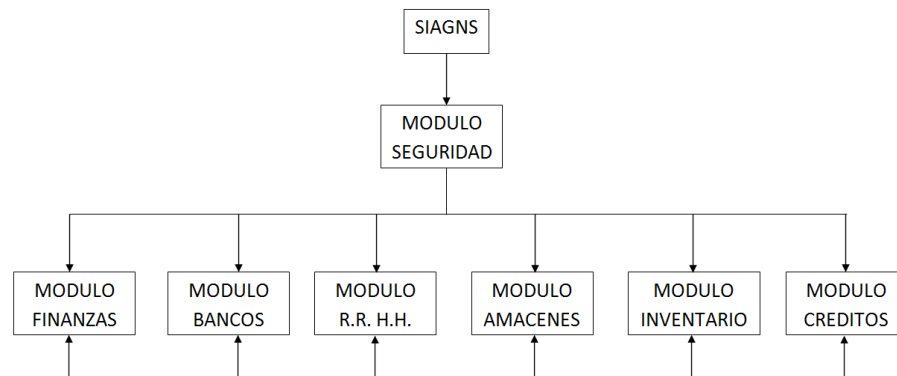 SIAGNS
MODULO
SEGURIDAD
MODULO
FINANZAS
MODULO
BANCOS
MODULO
R.R. H.H.
MODULO
AMACENES
MODULO
INVENTARIO
MODULO
CREDITOS